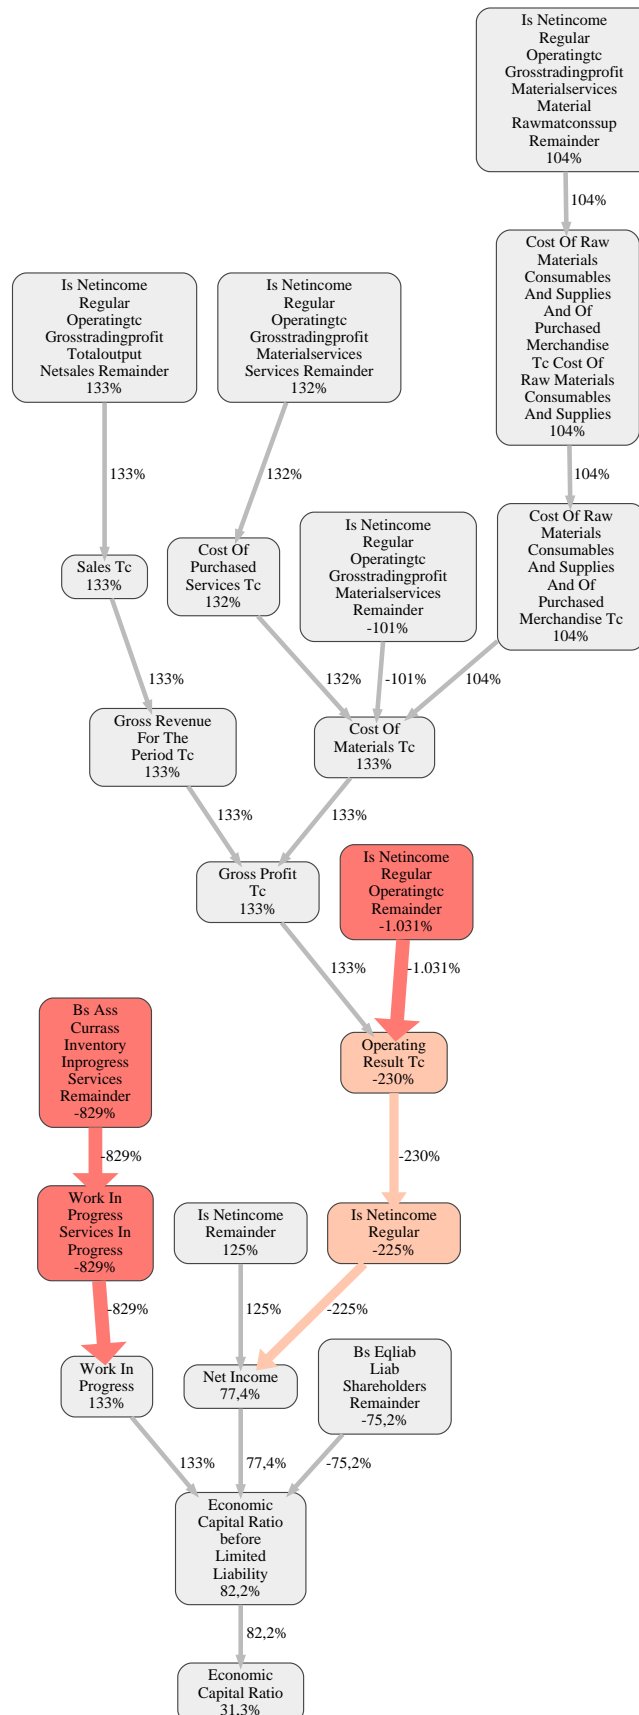 Is Netincome
Regular
Operatingtc
Grosstradingprofit
Materialservices
Material
Rawmatconssup
Remainder
104%
104%
Cost Of Raw
Materials
Consumables
And Supplies
And Of
Purchased
Merchandise
Tc Cost Of
Raw Materials
Consumables
And Supplies
104%
Is Netincome
Regular
Operatingtc
Grosstradingprofit
Totaloutput
Netsales Remainder
133%
Is Netincome
Regular
Operatingtc
Grosstradingprofit
Materialservices
Services Remainder
132%
133%
132%
104%
Cost Of Raw
Materials
Consumables
And Supplies
And Of
Purchased
Merchandise Tc
104%
Is Netincome
Regular
Operatingtc
Grosstradingprofit
Materialservices
Remainder
-101%
Sales Tc
133%
Cost Of
Purchased
Services Tc
132%
133%
132%
-101%
104%
Gross Revenue
For The
Period Tc
133%
Cost Of
Materials Tc
133%
133%
133%
Gross Profit
Tc
133%
Is Netincome
Regular
Operatingtc
Remainder
-1.031%
133%
-1.031%
Bs Ass
Currass
Inventory
Inprogress
Services
Remainder
-829%
Operating
Result Tc
-230%
-829%
-230%
Work In
Progress
Services In
Progress
-829%
Is Netincome
Remainder
125%
Is Netincome
Regular
-225%
-829%
125%
-225%
Work In
Progress
133%
Net Income
77,4%
Bs Eqliab
Liab
Shareholders
Remainder
-75,2%
133%
77,4%
-75,2%
Economic
Capital Ratio
before
Limited
Liability
82,2%
82,2%
Economic
Capital Ratio
31,3%